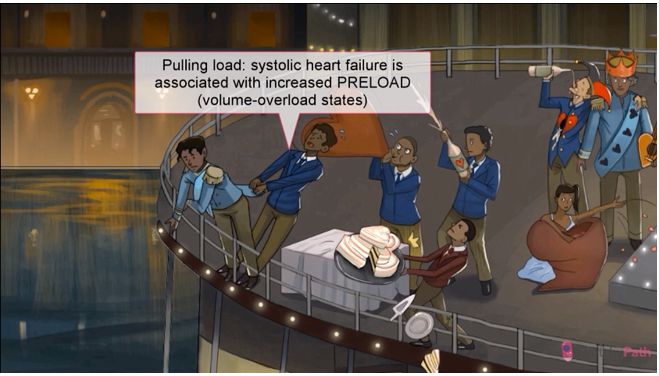 Pulling load: systolic heart failure is
associated with increased PRELOAD
(volume-overload states)
Path